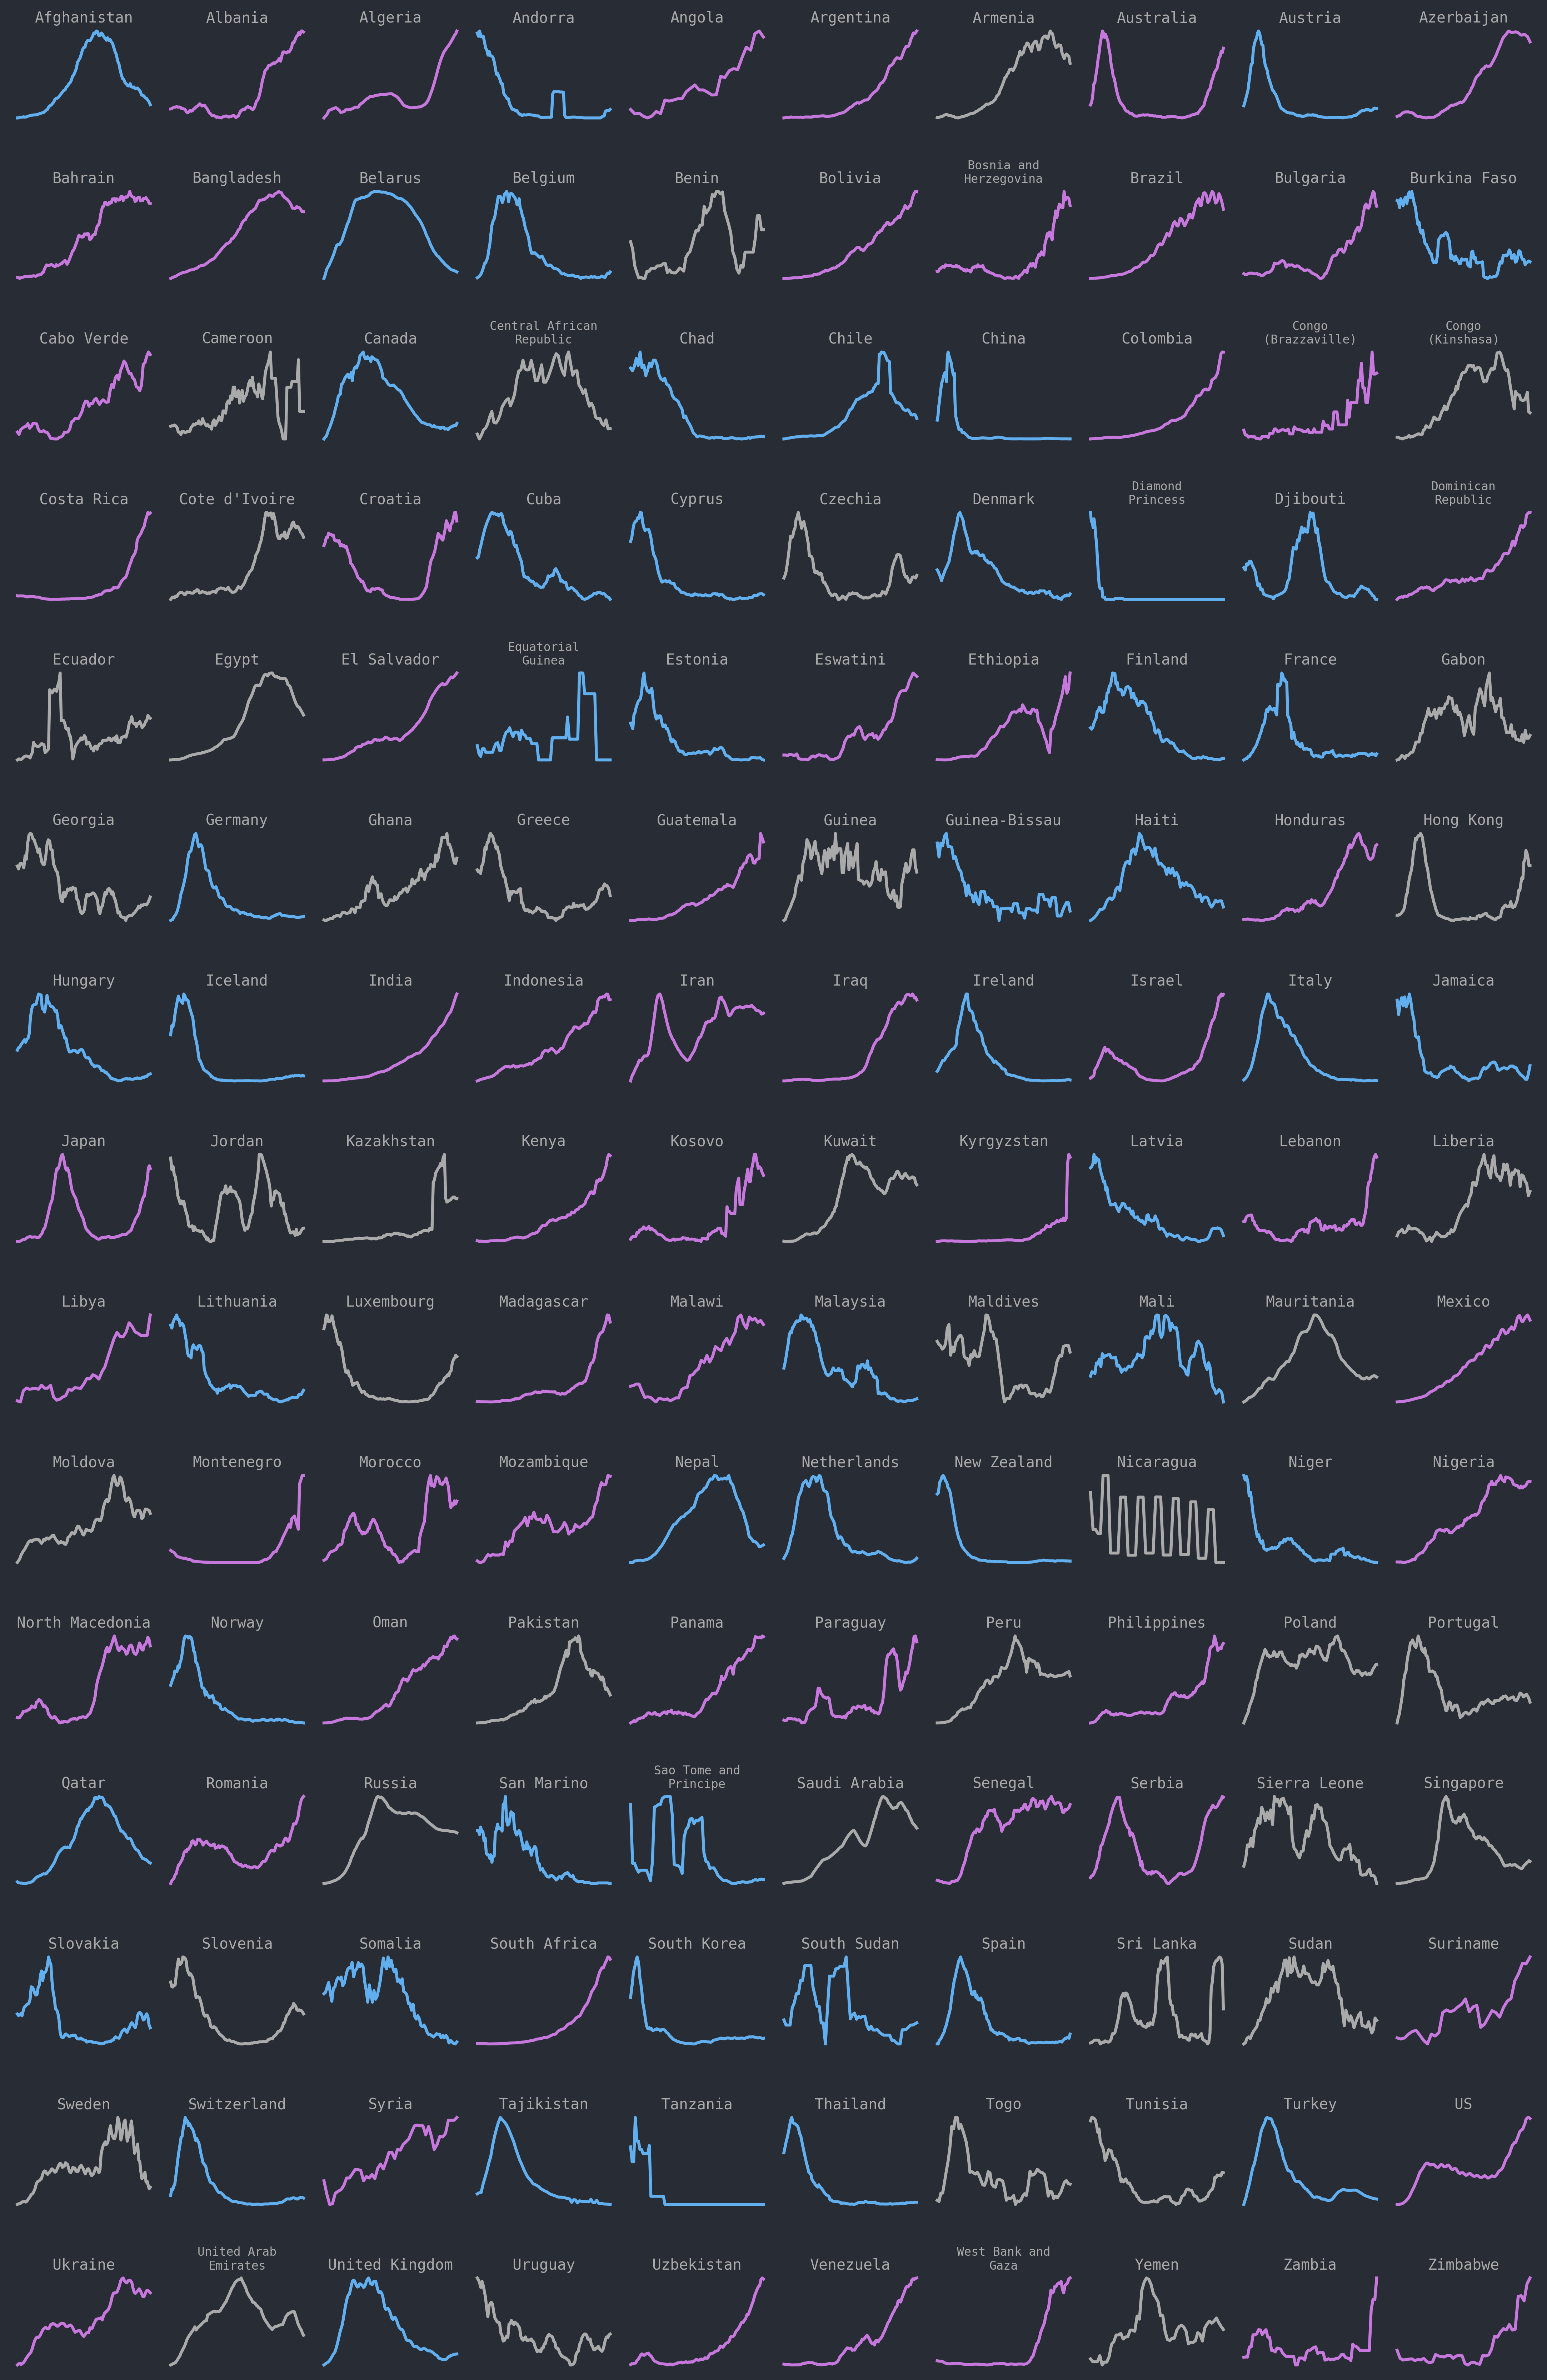 Afghanistan
Albania
Algeria
Andorra
Angola
Argentina
Armenia
Australia
Austria
Azerbaijan
Bahrain
Bangladesh
Belarus
Belgium
Benin
Bolivia
Bosnia and
Herzegovina
Brazil
Bulgaria
Burkina Faso
Cabo Verde
Cameroon
Canada
Central African
Republic
Chad
Chile
China
Colombia
Congo
(Brazzaville)
Congo
(Kinshasa)
Costa Rica
Cote d'Ivoire
Croatia
Cuba
Cyprus
Czechia
Denmark
Diamond
Princess
Djibouti
Dominican
Republic
Ecuador
Egypt
El Salvador
Equatorial
Guinea
Estonia
Eswatini
Ethiopia
Finland
France
Gabon
Georgia
Germany
Ghana
Greece
Guatemala
Guinea
Guinea-Bissau
Haiti
Honduras
Hong Kong
Hungary
Iceland
India
Indonesia
Iran
Iraq
Ireland
Israel
Italy
Jamaica
Japan
Jordan
Kazakhstan
Kenya
Kosovo
Kuwait
Kyrgyzstan
Latvia
Lebanon
Liberia
Libya
Lithuania
Luxembourg
Madagascar
Malawi
Malaysia
Maldives
Mali
Mauritania
Mexico
Moldova
Montenegro
Morocco
Mozambique
Nepal
Netherlands
New Zealand
Nicaragua
Niger
Nigeria
North Macedonia
Norway
Oman
Pakistan
Panama
Paraguay
Peru
Philippines
Poland
Portugal
Qatar
Romania
Russia
San Marino
Sao Tome and
Principe
Saudi Arabia
Senegal
Serbia
Sierra Leone
Singapore
Slovakia
Slovenia
Somalia
South Africa
South Korea
South Sudan
Spain
Sri Lanka
Sudan
Suriname
Sweden
Switzerland
Syria
Tajikistan
Tanzania
Thailand
Togo
Tunisia
Turkey
US
Ukraine
United Arab
Emirates
United Kingdom
Uruguay
Uzbekistan
Venezuela
West Bank and
Gaza
Yemen
Zambia
Zimbabwe